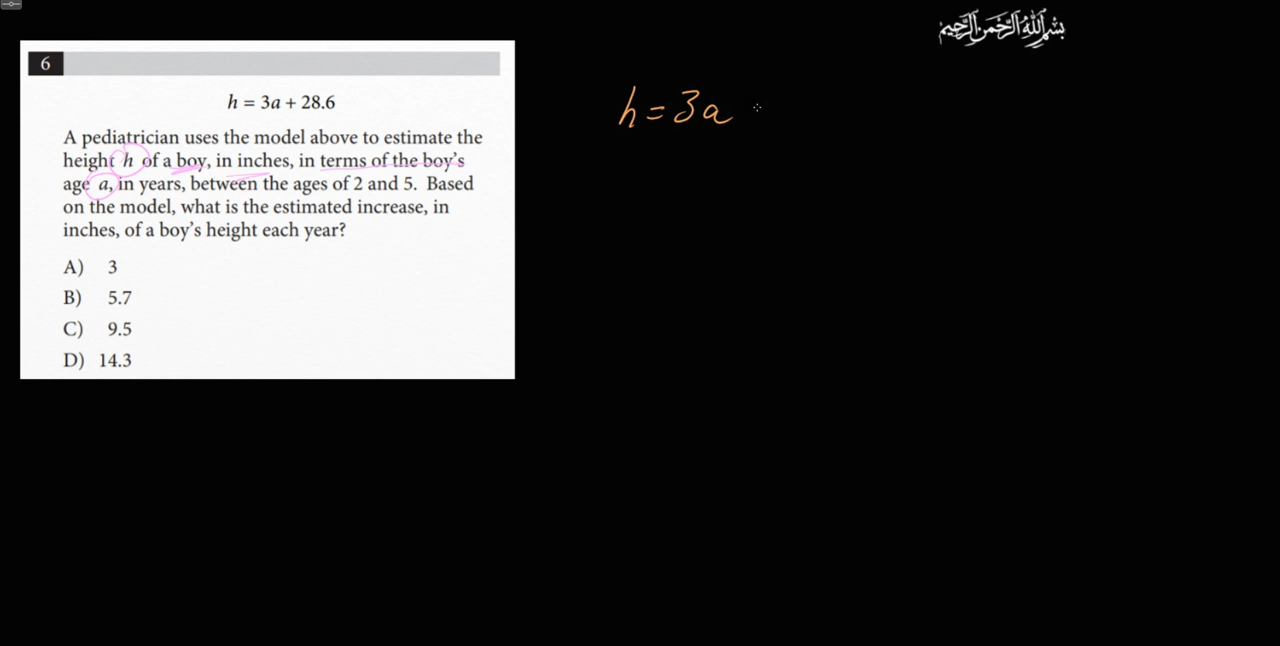 بسم الله الرحمن الرحيم
6
h = 3a + 28.6
A pediatrician uses the model above to estimate the
height h of a boy, in inches, in terms of the boy’s
age a, in years, between the ages of 2 and 5. Based
on the model, what is the estimated increase, in
inches, of a boy’s height each year?
A) 3
B) 5.7
C) 9.5
D) 14.3
h = 3a